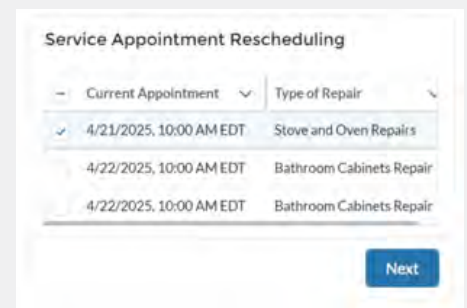 Service Appointment Rescheduling
Current Appointment Type of Repair
4/21/2025, 10:00 AM EDT Stove and Oven Repairs
4/22/2025, 10:00 AM EDT Bathroom Cabinets Repair
4/22/2025, 10:00 AM EDT Bathroom Cabinets Repair
Next